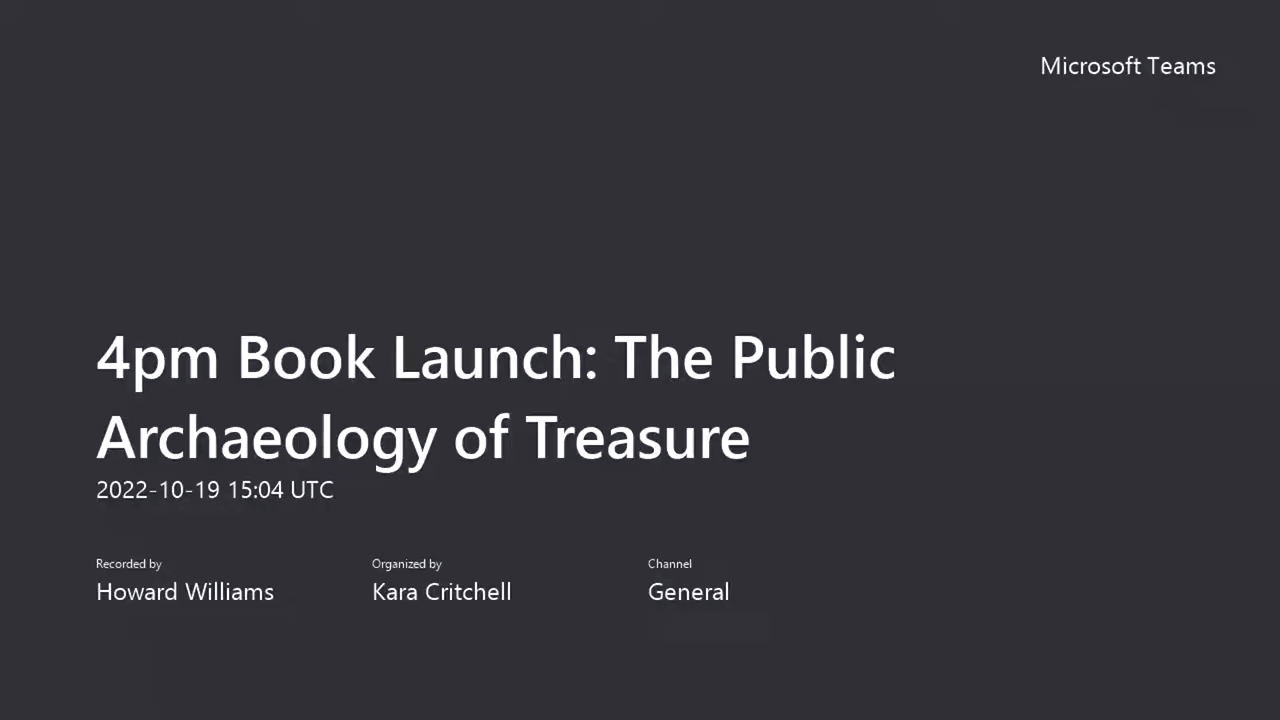 Microsoft Teams
4pm Book Launch: The Public
Archaeology of Treasure
2022-10-19 15:04 UTC
Recorded by
Howard Williams
Organized by
Kara Critchell
Channel
General